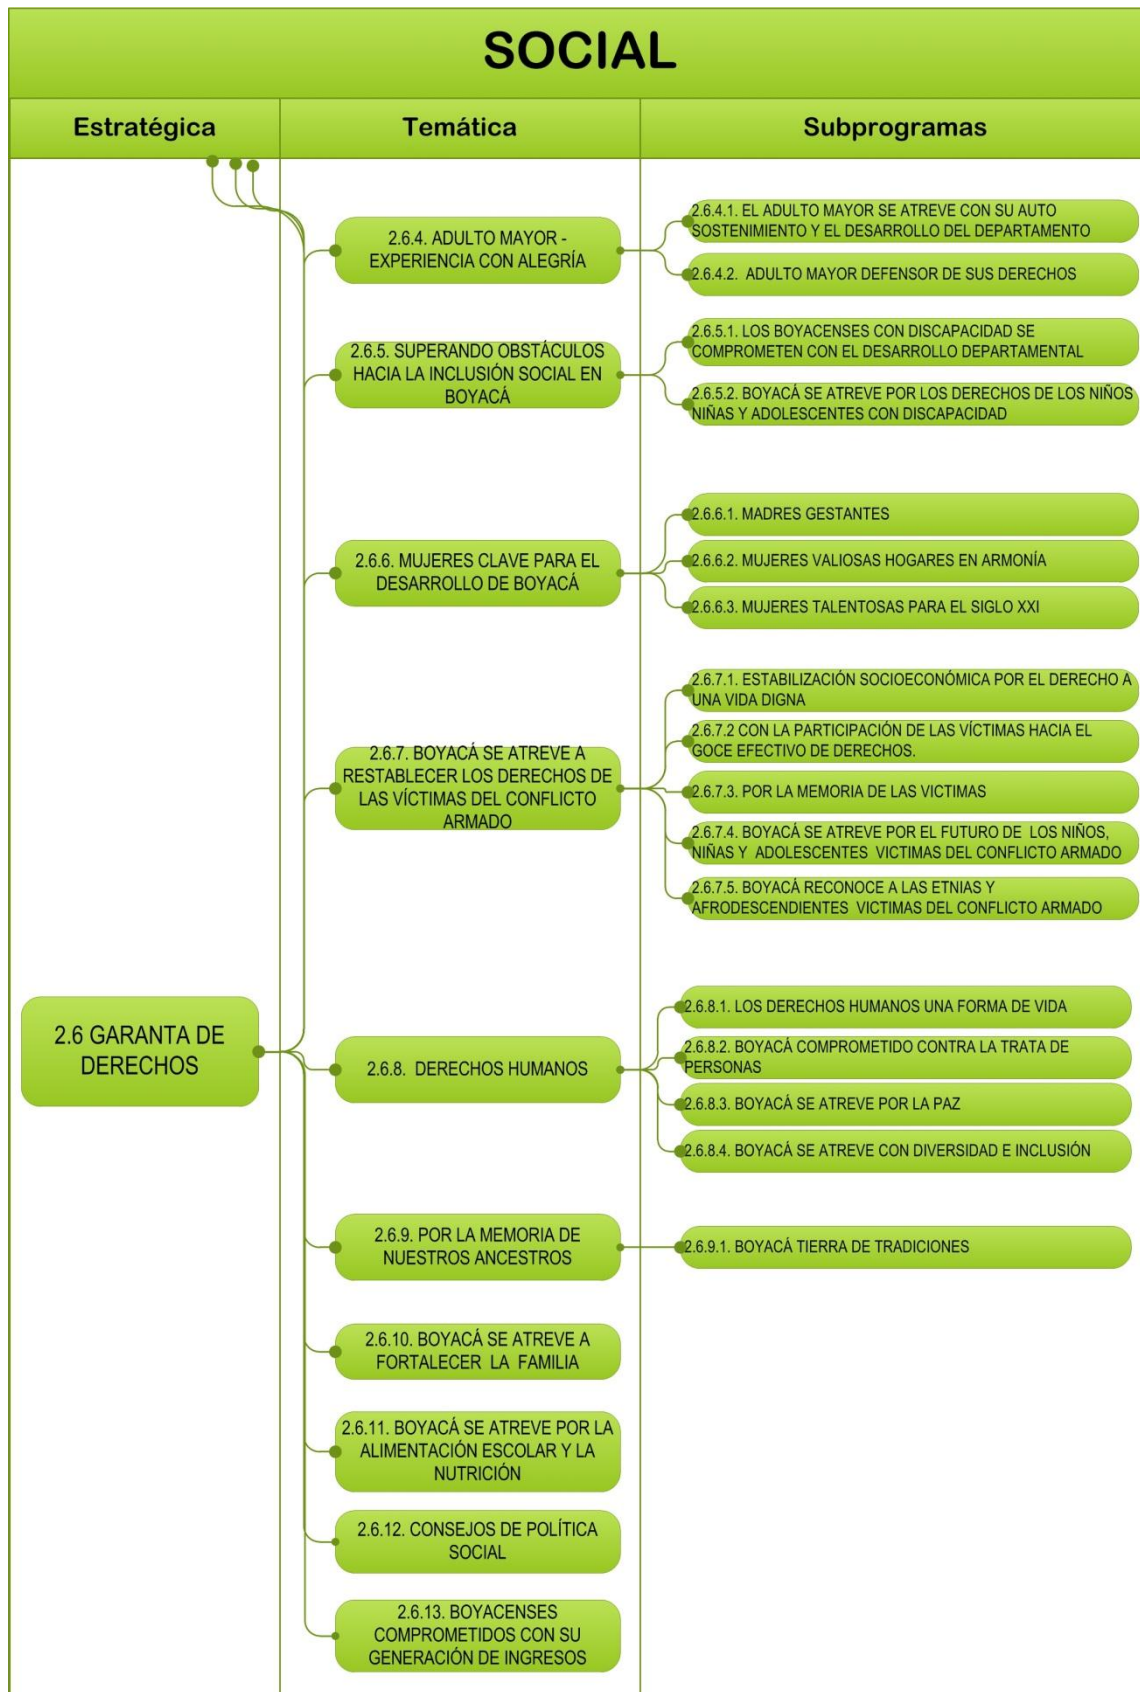 SOCIAL
Estratégica
Temática
Subprogramas
2.6 GARANTA DE
DERECHOS
2.6.4. ADULTO MAYOR -
EXPERIENCIA CON ALEGRÍA
2.6.4.1. EL ADULTO MAYOR SE ATREVE CON SU AUTO
SOSTENIMIENTO Y EL DESARROLLO DEL DEPARTAMENTO
2.6.4.2. ADULTO MAYOR DEFENSOR DE SUS DERECHOS
2.6.5. SUPERANDO OBSTÁCULOS
HACIA LA INCLUSIÓN SOCIAL EN
BOYACÁ
2.6.5.1. LOS BOYACENSES CON DISCAPACIDAD SE
COMPROMETEN CON EL DESARROLLO DEPARTAMENTAL
2.6.5.2. BOYACÁ SE ATREVE POR LOS DERECHOS DE LOS NIÑOS
NIÑAS Y ADOLESCENTES CON DISCAPACIDAD
2.6.6. MUJERES CLAVE PARA EL
DESARROLLO DE BOYACÁ
2.6.6.1. MADRES GESTANTES
2.6.6.2. MUJERES VALIOSAS HOGARES EN ARMONÍA
2.6.6.3. MUJERES TALENTOSAS PARA EL SIGLO XXI
2.6.7. BOYACÁ SE ATREVE A
RESTABLECER LOS DERECHOS DE
LAS VÍCTIMAS DEL CONFLICTO
ARMADO
2.6.7.1. ESTABILIZACIÓN SOCIOECONÓMICA POR EL DERECHO A
UNA VIDA DIGNA
2.6.7.2 CON LA PARTICIPACIÓN DE LAS VÍCTIMAS HACIA EL
GOCE EFECTIVO DE DERECHOS.
2.6.7.3. POR LA MEMORIA DE LAS VICTIMAS
2.6.7.4. BOYACÁ SE ATREVE POR EL FUTURO DE LOS NIÑOS,
NIÑAS Y ADOLESCENTES VICTIMAS DEL CONFLICTO ARMADO
2.6.7.5. BOYACÁ RECONOCE A LAS ETNIAS Y
AFRODESCENDIENTES VICTIMAS DEL CONFLICTO ARMADO
2.6.8. DERECHOS HUMANOS
2.6.8.1. LOS DERECHOS HUMANOS UNA FORMA DE VIDA
2.6.8.2. BOYACÁ COMPROMETIDO CONTRA LA TRATA DE
PERSONAS
2.6.8.3. BOYACÁ SE ATREVE POR LA PAZ
2.6.8.4. BOYACÁ SE ATREVE CON DIVERSIDAD E INCLUSIÓN
2.6.9. POR LA MEMORIA DE
NUESTROS ANCESTROS
2.6.9.1. BOYACÁ TIERRA DE TRADICIONES
2.6.10. BOYACÁ SE ATREVE A
FORTALECER LA FAMILIA
2.6.11. BOYACÁ SE ATREVE POR LA
ALIMENTACIÓN ESCOLAR Y LA
NUTRICIÓN
2.6.12. CONSEJOS DE POLÍTICA
SOCIAL
2.6.13. BOYACENSES
COMPROMETIDOS CON SU
GENERACIÓN DE INGRESOS